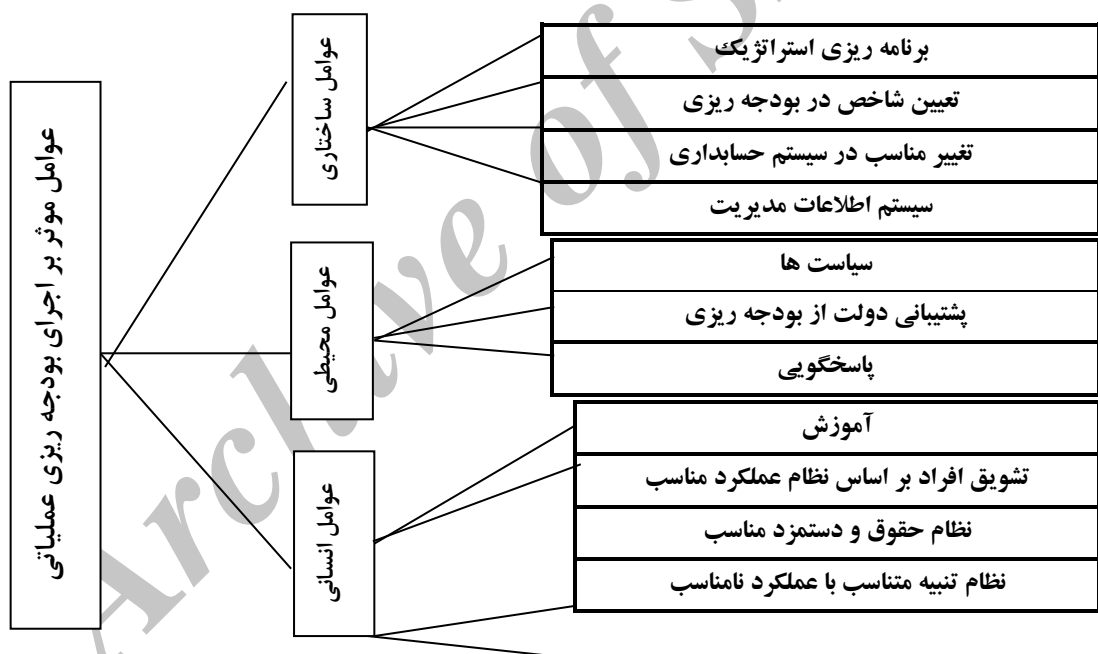 عوامل موثر بر اجرای بودجه ریزی عملیاتی
عوامل ساختاری
برنامه ریزی استراتژیک
تعیین شاخص در بودجه ریزی
تغییر مناسب در سیستم حسابداری
سیستم اطلاعات مدیریت
عوامل محیطی
سیاست ها
پشتیبانی دولت از بودجه ریزی
پاسخگویی
عوامل انسانی
آموزش
تشویق افراد بر اساس نظام عملکرد مناسب
نظام حقوق و دستمزد مناسب
نظام تنبیه متناسب با عملکرد نامناسب
Archive of S